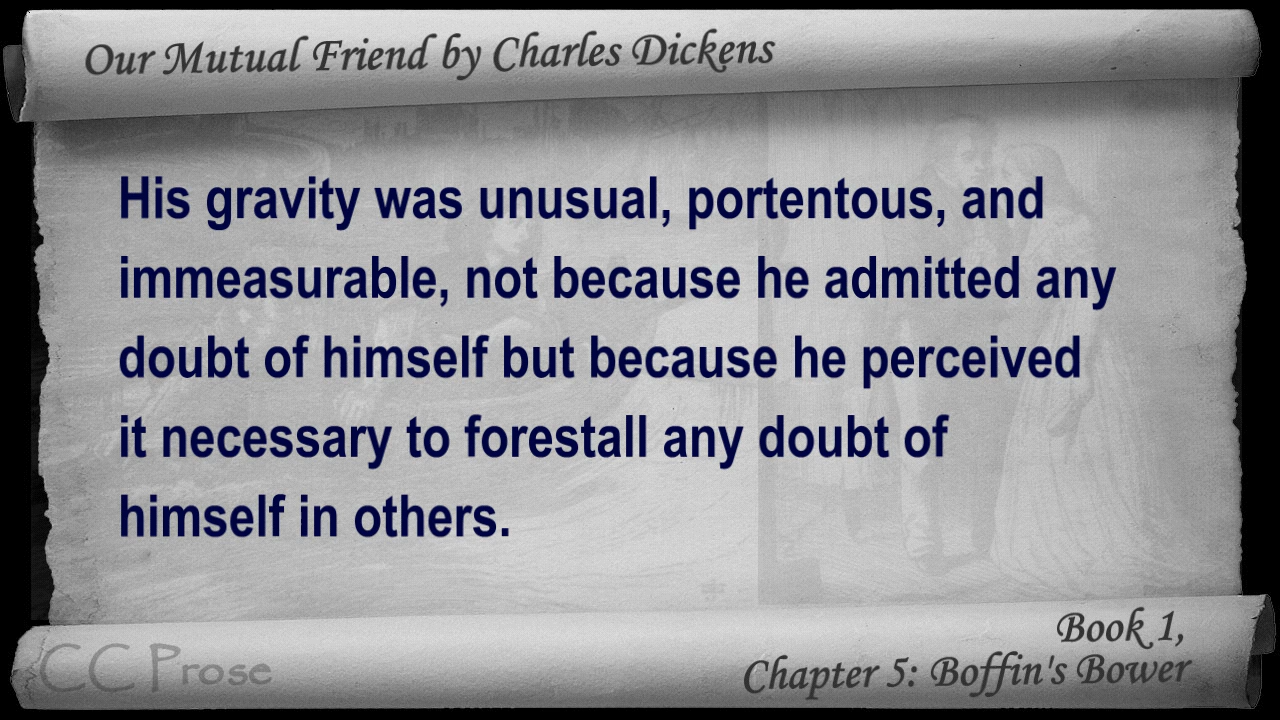 Our Mutual Friend by Charles Dickens
His gravity was unusual, portentous, and
immeasurable, not because he admitted any
doubt of himself but because he perceived
it necessary to forestall any doubt of
himself in others.
Book 1,
Chapter 5: Boffin's Bower
CC Prose